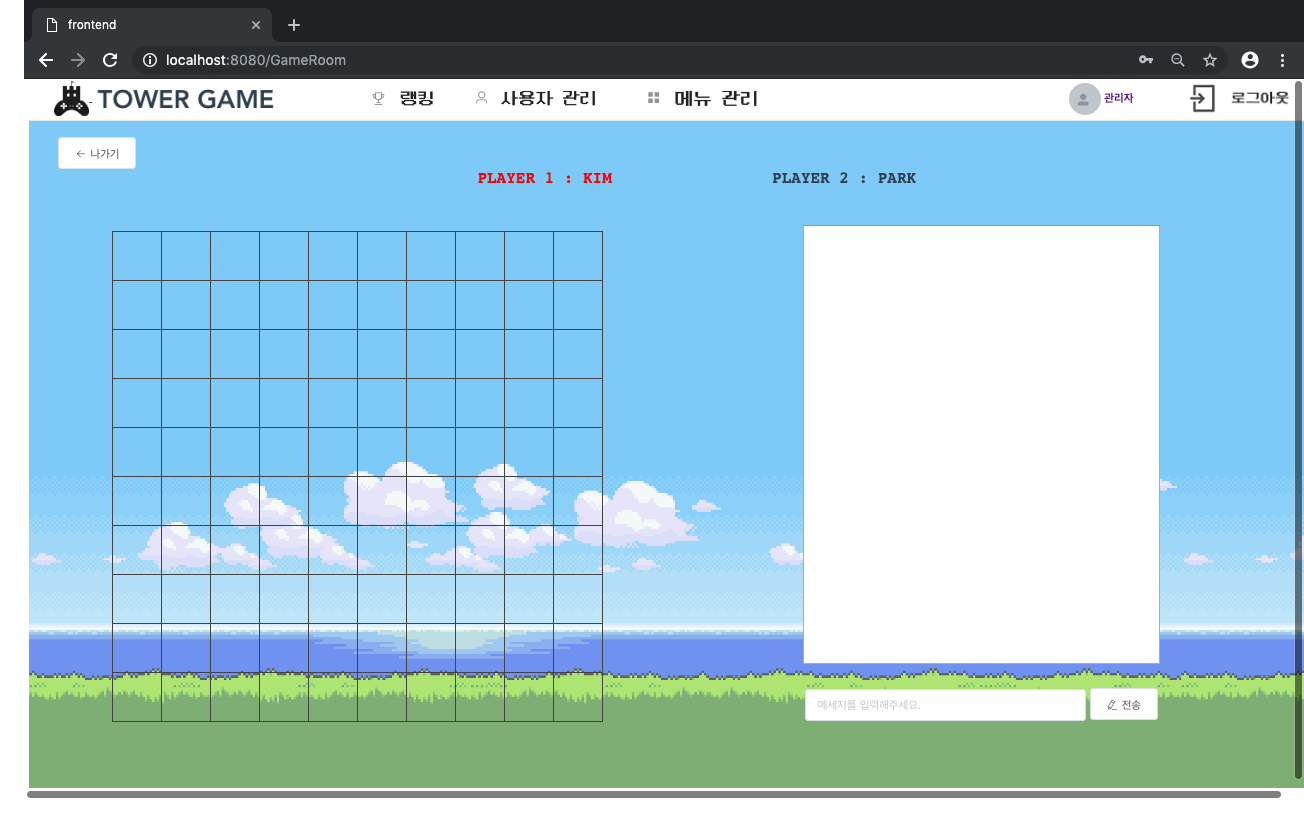 frontend
localhost:8080/GameRoom
TOWER GAME
랭킹
사용자 관리
메뉴 관리
관리자
로그아웃
← 나가기
PLAYER 1 : KIM
PLAYER 2 : PARK
메세지를 입력해주세요.
전송